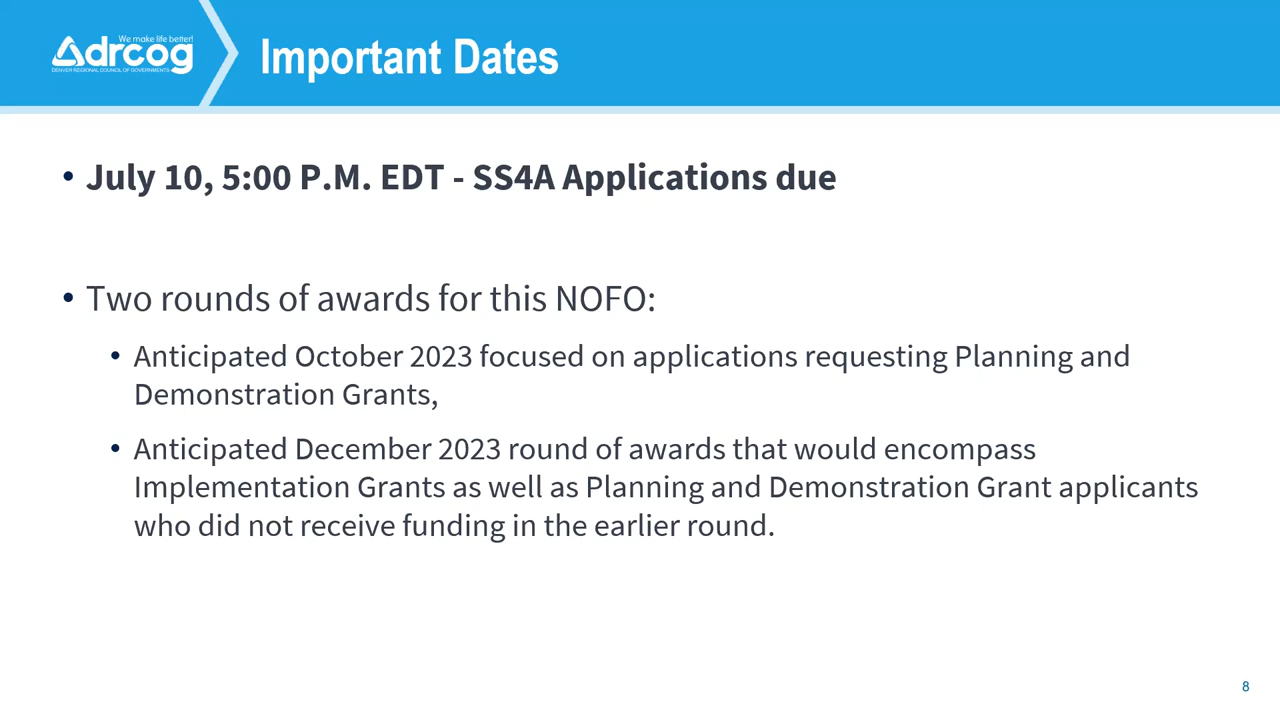 We make life better!
drcog
DENVER REGIONAL COUNCIL OF GOVERNMENTS
Important Dates
• July 10, 5:00 P.M. EDT - SS4A Applications due
• Two rounds of awards for this NOFO:
• Anticipated October 2023 focused on applications requesting Planning and
Demonstration Grants,
• Anticipated December 2023 round of awards that would encompass
Implementation Grants as well as Planning and Demonstration Grant applicants
who did not receive funding in the earlier round.
8